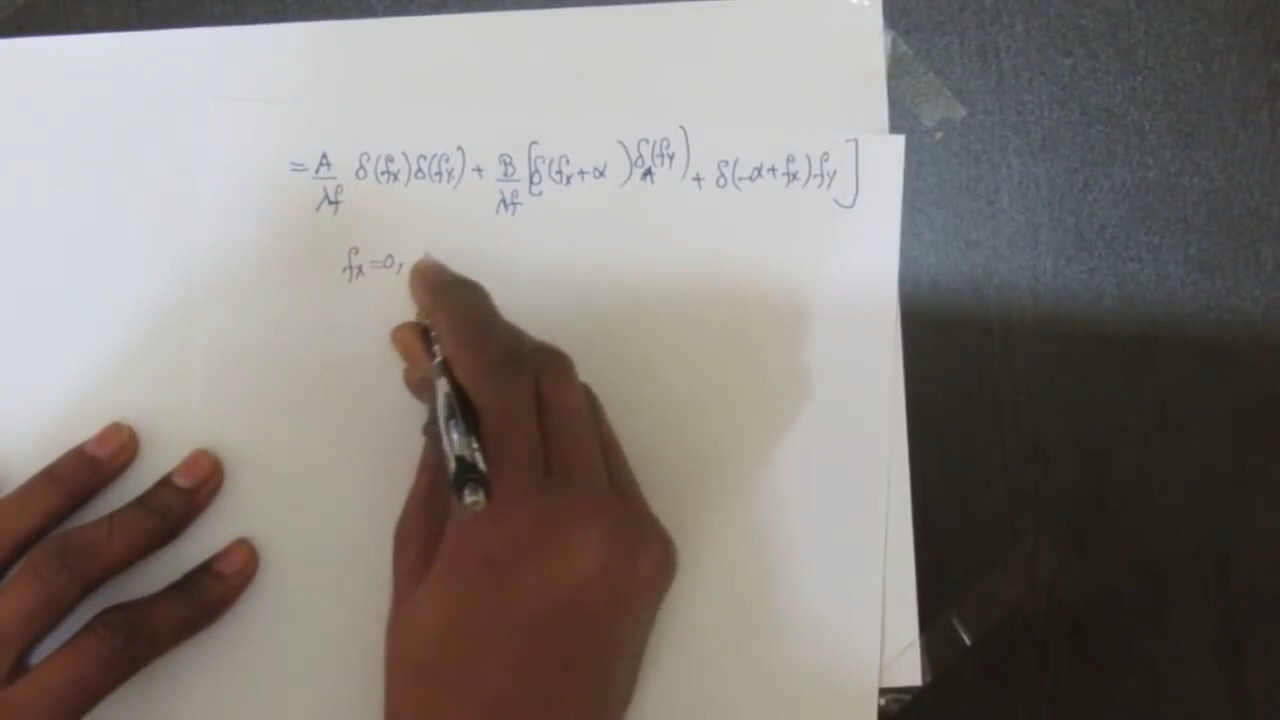 = A/λf δ(fx)δ(fy) + B/λf [δ(fx+α)δ(fy) + δ(-α+fx)fy]
fx=0,